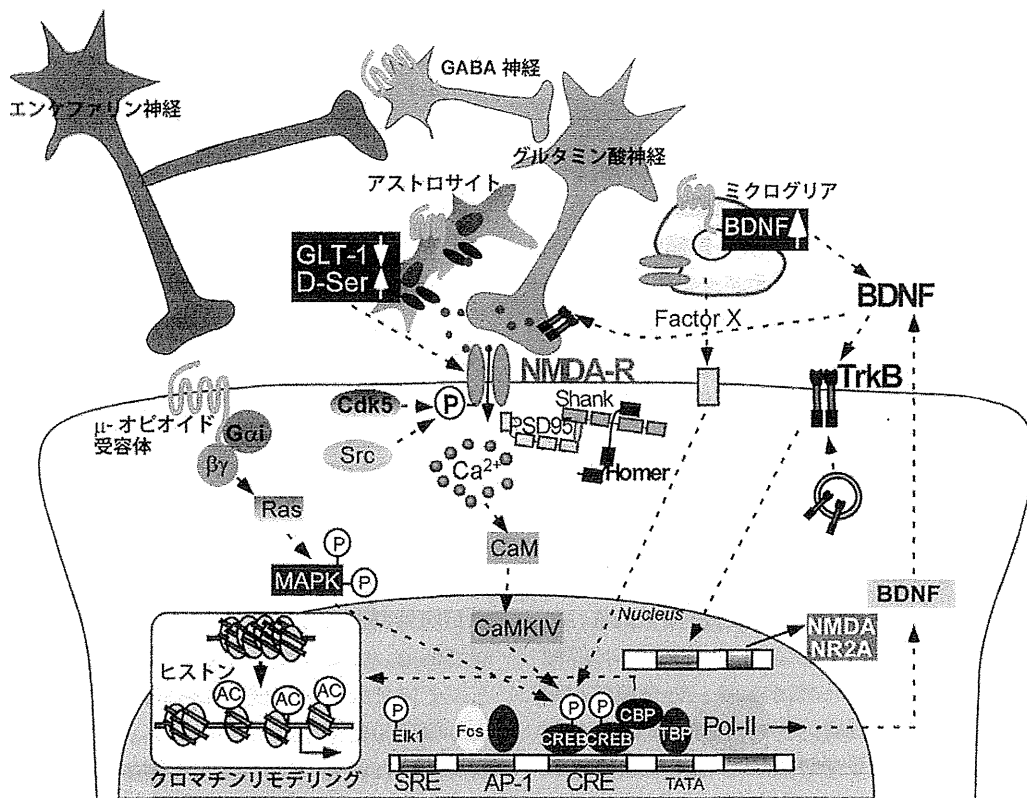 GABA 神経
エンケファリン神経
グルタミン酸神経
アストロサイト
ミクログリア
BDNF
GLT-1
D-Ser
BDNF
Factor X
NMDA-R
TrkB
μ-オピオイド
受容体
Gαi
βγ
Cdk5
P
Src
Shank
PSD95
Homer
Ca2+
Ras
CaM
P
MAPK
P
BDNF
CaMKIV
Nucleus
NMDA
NR2A
ヒストン
AC
AC
AC
クロマチンリモデリング
P
Elk1
Fos
P
P
CREB
CREB
CBP
TBP
Pol-II
SRE
AP-1
CRE
TATA